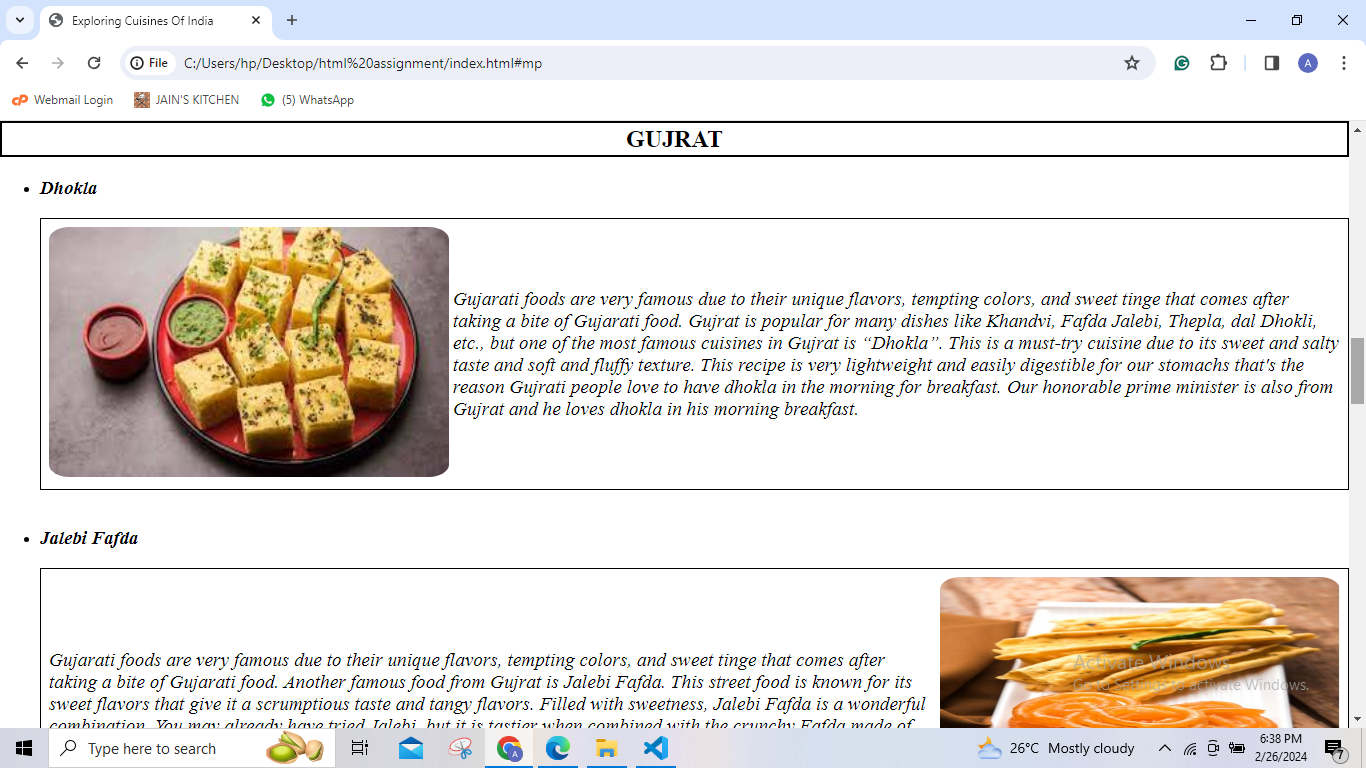 Exploring Cuisines Of India
File
C:/Users/hp/Desktop/html%20assignment/index.html#mp
A
Webmail Login
JAIN'S KITCHEN
(5) WhatsApp
GUJRAT
Dhokla
Gujarati foods are very famous due to their unique flavors, tempting colors, and sweet tinge that comes after
taking a bite of Gujarati food. Gujrat is popular for many dishes like Khandvi, Fafda Jalebi, Thepla, dal Dhokli,
etc., but one of the most famous cuisines in Gujrat is “Dhokla”. This is a must-try cuisine due to its sweet and salty
taste and soft and fluffy texture. This recipe is very lightweight and easily digestible for our stomachs that's the
reason Gujrati people love to have dhokla in the morning for breakfast. Our honorable prime minister is also from
Gujrat and he loves dhokla in his morning breakfast.
Jalebi Fafda
Gujarati foods are very famous due to their unique flavors, tempting colors, and sweet tinge that comes after
taking a bite of Gujarati food. Another famous food from Gujrat is Jalebi Fafda. This street food is known for its
sweet flavors that give it a scrumptious taste and tangy flavors. Filled with sweetness, Jalebi Fafda is a wonderful
combination. You may already have tried Jalebi, but it is tastier when combined with the crunchy Fafda made of
Activate Windows
Go to Settings to activate Windows.
Type here to search
26°C Mostly cloudy
6:38 PM
2/26/2024
7